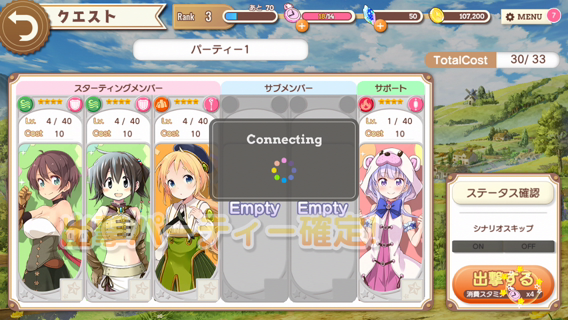 クエスト
Rank 3
あと 70
50
107,200
MENU
パーティー1
TotalCost 30/ 33
スターティングメンバー
サブメンバー
サポート
Lv. 4 / 40
Cost 10
Lv. 4 / 40
Cost 10
Lv. 4 / 40
Cost 10
Lv. 1 / 40
Cost 10
Connecting
Empty
Empty
パーティー確定
ステータス確認
シナリオスキップ
ON
OFF
出撃する
消費スタミナ x4